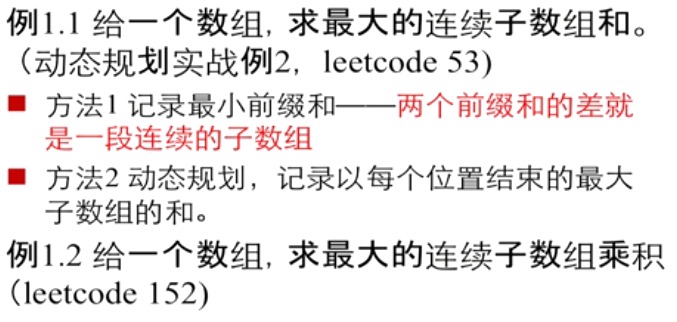 例1.1 给一个数组, 求最大的连续子数组和。
（动态规划实战例2，leetcode 53)
■ 方法1 记录最小前缀和——两个前缀和的差就
是一段连续的子数组
■ 方法2 动态规划，记录以每个位置结束的最大
子数组的和。
例1.2 给一个数组, 求最大的连续子数组乘积
（leetcode 152)